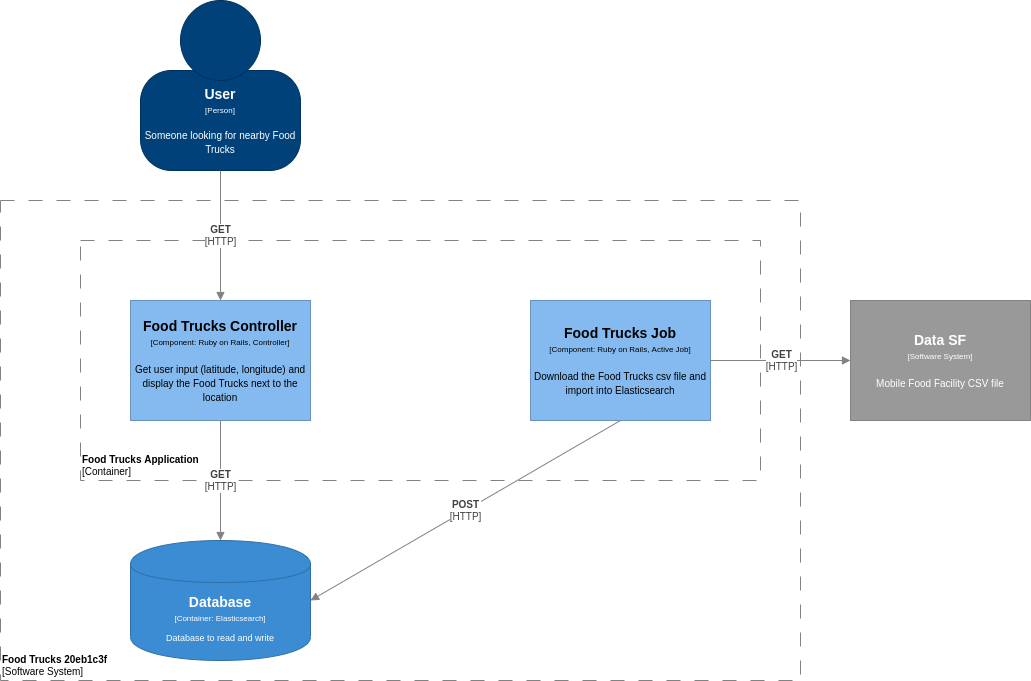 User
[Person]
Someone looking for nearby Food
Trucks
GET
[HTTP]
Food Trucks Controller
[Component: Ruby on Rails, Controller]
Get user input (latitude, longitude) and
display the Food Trucks next to the
location
Food Trucks Job
[Component: Ruby on Rails, Active Job]
Download the Food Trucks csv file and
import into Elasticsearch
GET
[HTTP]
Data SF
[Software System]
Mobile Food Facility CSV file
Food Trucks Application
[Container]
GET
[HTTP]
POST
[HTTP]
Database
[Container: Elasticsearch]
Database to read and write
Food Trucks 20eb1c3f
[Software System]